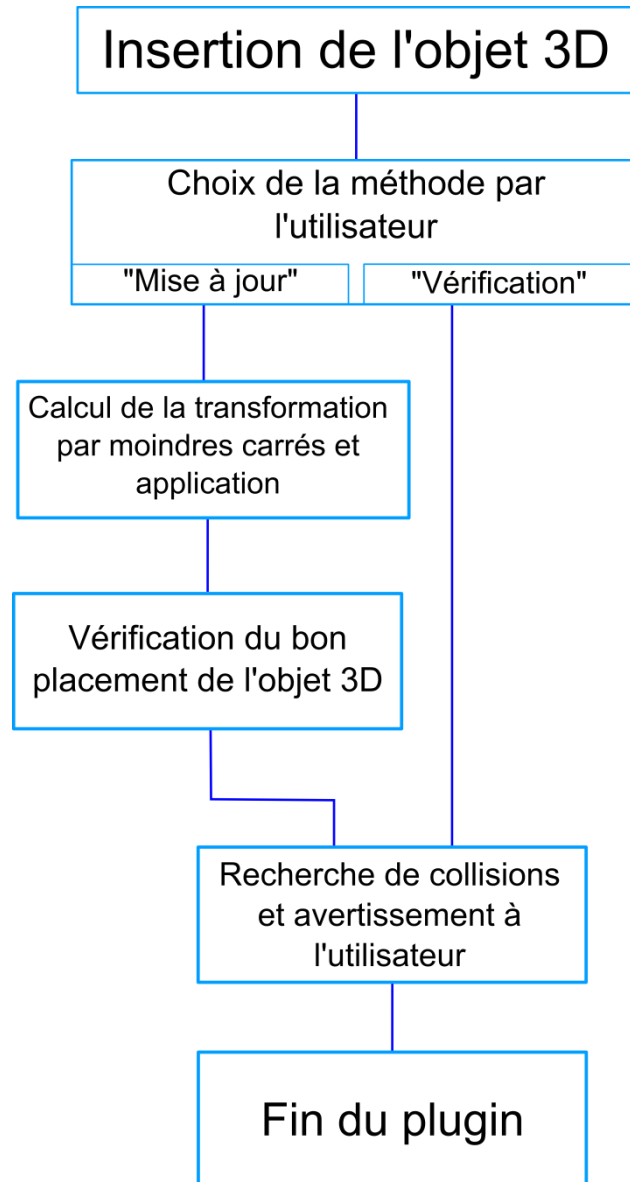 Insertion de l'objet 3D
Choix de la méthode par
l'utilisateur
"Mise à jour"
"Vérification"
Calcul de la transformation
par moindres carrés et
application
Vérification du bon
placement de l'objet 3D
Recherche de collisions
et avertissement à
l'utilisateur
Fin du plugin